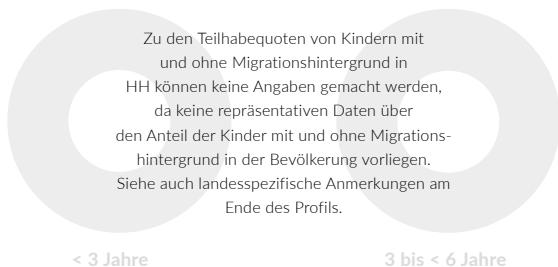 Zu den Teilhabequoten von Kindern mit
und ohne Migrationshintergrund in
HH können keine Angaben gemacht werden,
da keine repräsentativen Daten über
den Anteil der Kinder mit und ohne Migrations-
hintergrund in der Bevölkerung vorliegen.
Siehe auch landesspezifische Anmerkungen am
Ende des Profils.
< 3 Jahre
3 bis < 6 Jahre